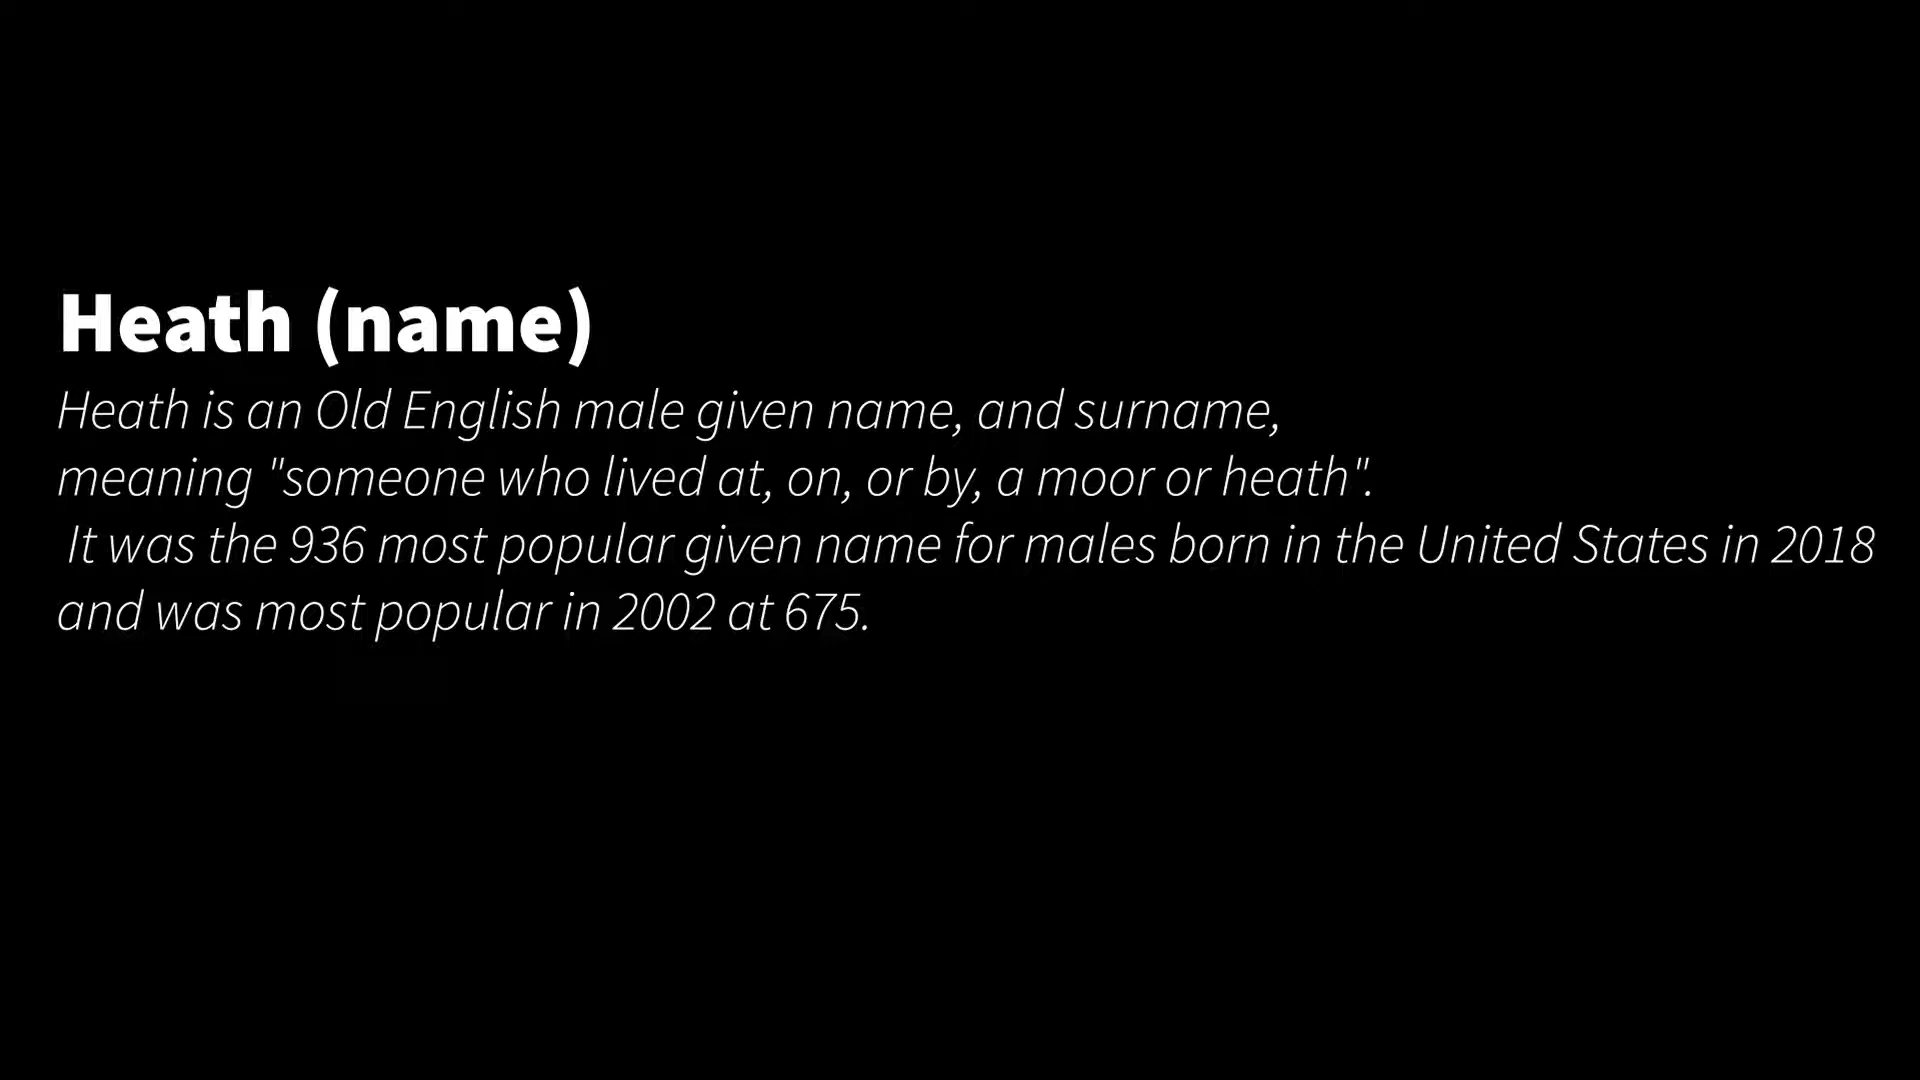 Heath (name)
Heath is an Old English male given name, and surname,
meaning "someone who lived at, on, or by, a moor or heath".
It was the 936 most popular given name for males born in the United States in 2018
and was most popular in 2002 at 675.